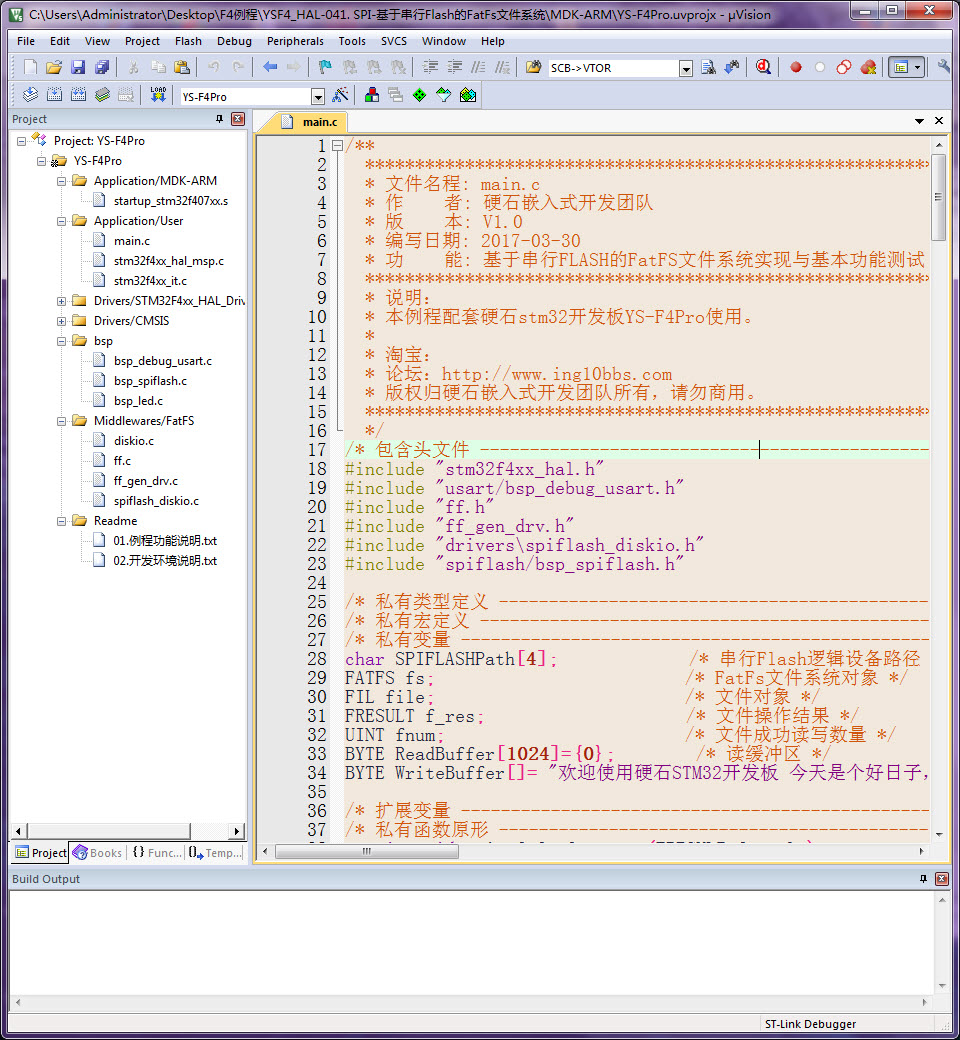 C:\Users\Administrator\Desktop\F4例程\YSF4_HAL-041. SPI-基于串行Flash的FatFs文件系统\MDK-ARM\YS-F4Pro.uvprojx - µVision
File Edit View Project Flash Debug Peripherals Tools SVCS Window Help
SCB->VTOR
LOAD YS-F4Pro
Project
Project: YS-F4Pro
YS-F4Pro
Application/MDK-ARM
startup_stm32f407xx.s
Application/User
main.c
stm32f4xx_hal_msp.c
stm32f4xx_it.c
Drivers/STM32F4xx_HAL_Driv
Drivers/CMSIS
bsp
bsp_debug_usart.c
bsp_spiflash.c
bsp_led.c
Middlewares/FatFS
diskio.c
ff.c
ff_gen_drv.c
spiflash_diskio.c
Readme
01.例程功能说明.txt
02.开发环境说明.txt
Project Books {} Func... {} Temp...
main.c
1 /**
2 **********************************************************
3 * 文件名程: main.c
4 * 作    者: 硬石嵌入式开发团队
5 * 版    本: V1.0
6 * 编写日期: 2017-03-30
7 * 功    能: 基于串行FLASH的FatFS文件系统实现与基本功能测试
8 **********************************************************
9 * 说明：
10 * 本例程配套硬石stm32开发板YS-F4Pro使用。
11 *
12 * 淘宝：
13 * 论坛：http://www.ing10bbs.com
14 * 版权归硬石嵌入式开发团队所有，请勿商用。
15 **********************************************************
16 */
17 /* 包含头文件 ----------------------------------------------
18 #include "stm32f4xx_hal.h"
19 #include "usart/bsp_debug_usart.h"
20 #include "ff.h"
21 #include "ff_gen_drv.h"
22 #include "drivers\spiflash_diskio.h"
23 #include "spiflash/bsp_spiflash.h"
24
25 /* 私有类型定义 --------------------------------------------
26 /* 私有宏定义 ----------------------------------------------
27 /* 私有变量 ------------------------------------------------
28 char SPIFLASHPath[4];             /* 串行Flash逻辑设备路径
29 FATFS fs;                         /* FatFs文件系统对象 */
30 FIL file;                         /* 文件对象 */
31 FRESULT f_res;                    /* 文件操作结果 */
32 UINT fnum;                        /* 文件成功读写数量 */
33 BYTE ReadBuffer[1024]={0};        /* 读缓冲区 */
34 BYTE WriteBuffer[]= "欢迎使用硬石STM32开发板 今天是个好日子，
35
36 /* 扩展变量 ------------------------------------------------
37 /* 私有函数原形 --------------------------------------------
Build Output
ST-Link Debugger